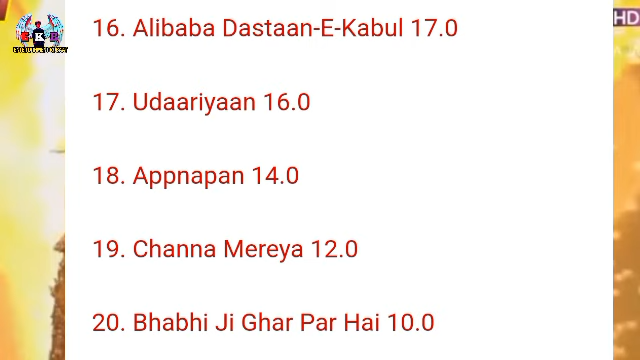 16. Alibaba Dastaan-E-Kabul 17.0
17. Udaariyaan 16.0
18. Appnapan 14.0
19. Channa Mereya 12.0
20. Bhabhi Ji Ghar Par Hai 10.0
HD